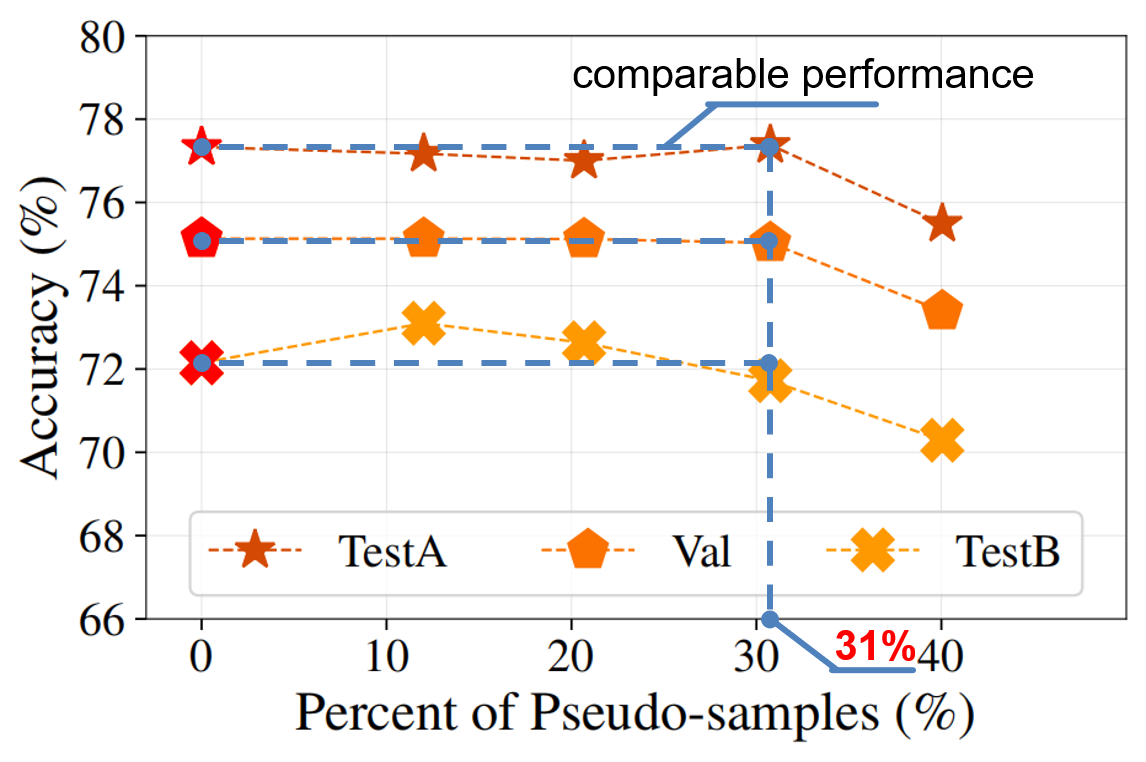 80
comparable performance
78
76
74
72
70
68
66
Accuracy (%)
TestA Val TestB
31%
0 10 20 30 40
Percent of Pseudo-samples (%)